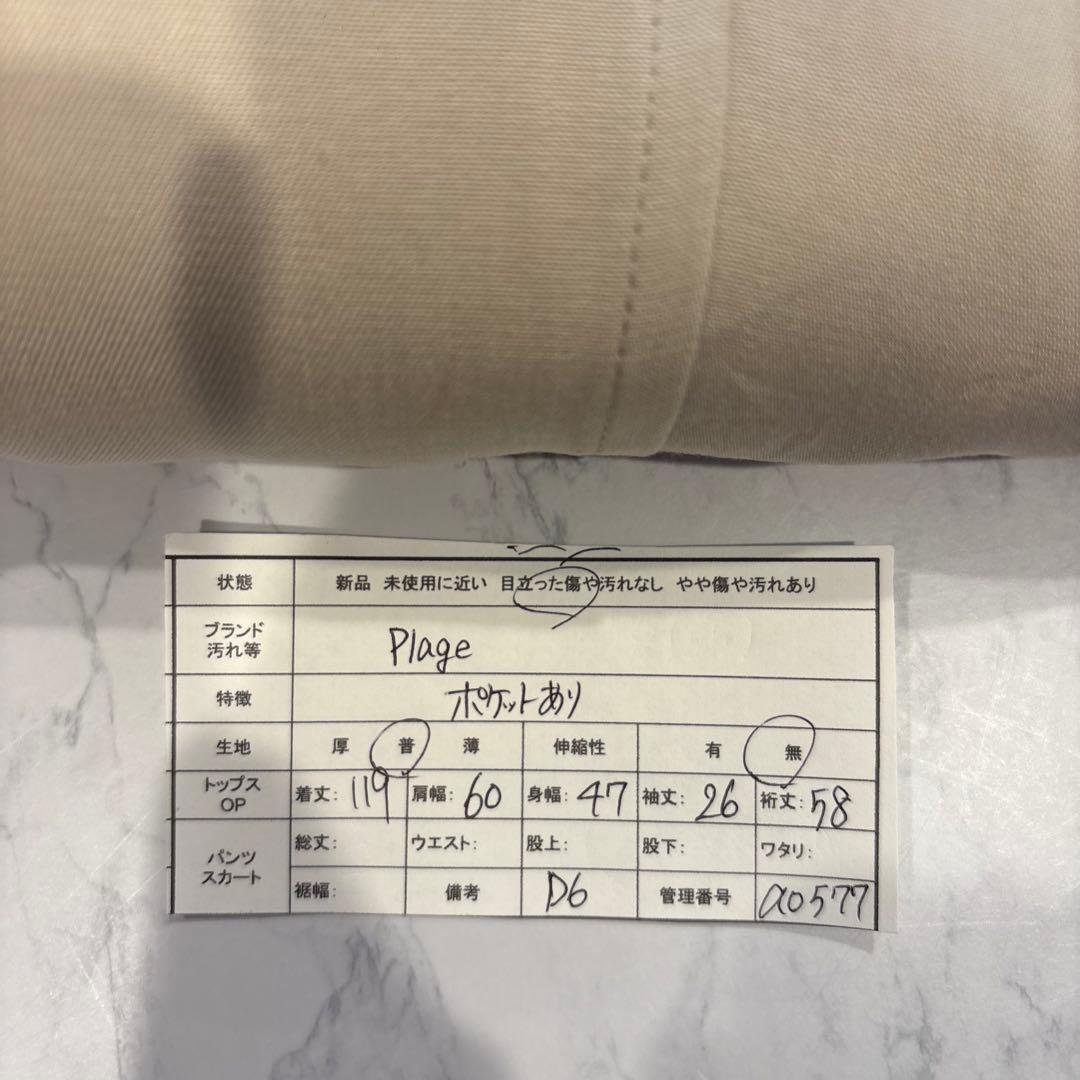 状態 新品 未使用に近い 目立った傷や汚れなし やや傷や汚れあり
ブランド
汚れ等 Plage
特徴 ポケットあり
生地 厚 普 薄 伸縮性 有 無
トップス
OP 着丈: 119 肩幅: 60 身幅: 47 袖丈: 26 裄丈: 58
パンツ
スカート 総丈: ウエスト: 股上: 股下: ワタリ:
裾幅: 備考 D6 管理番号 a0577